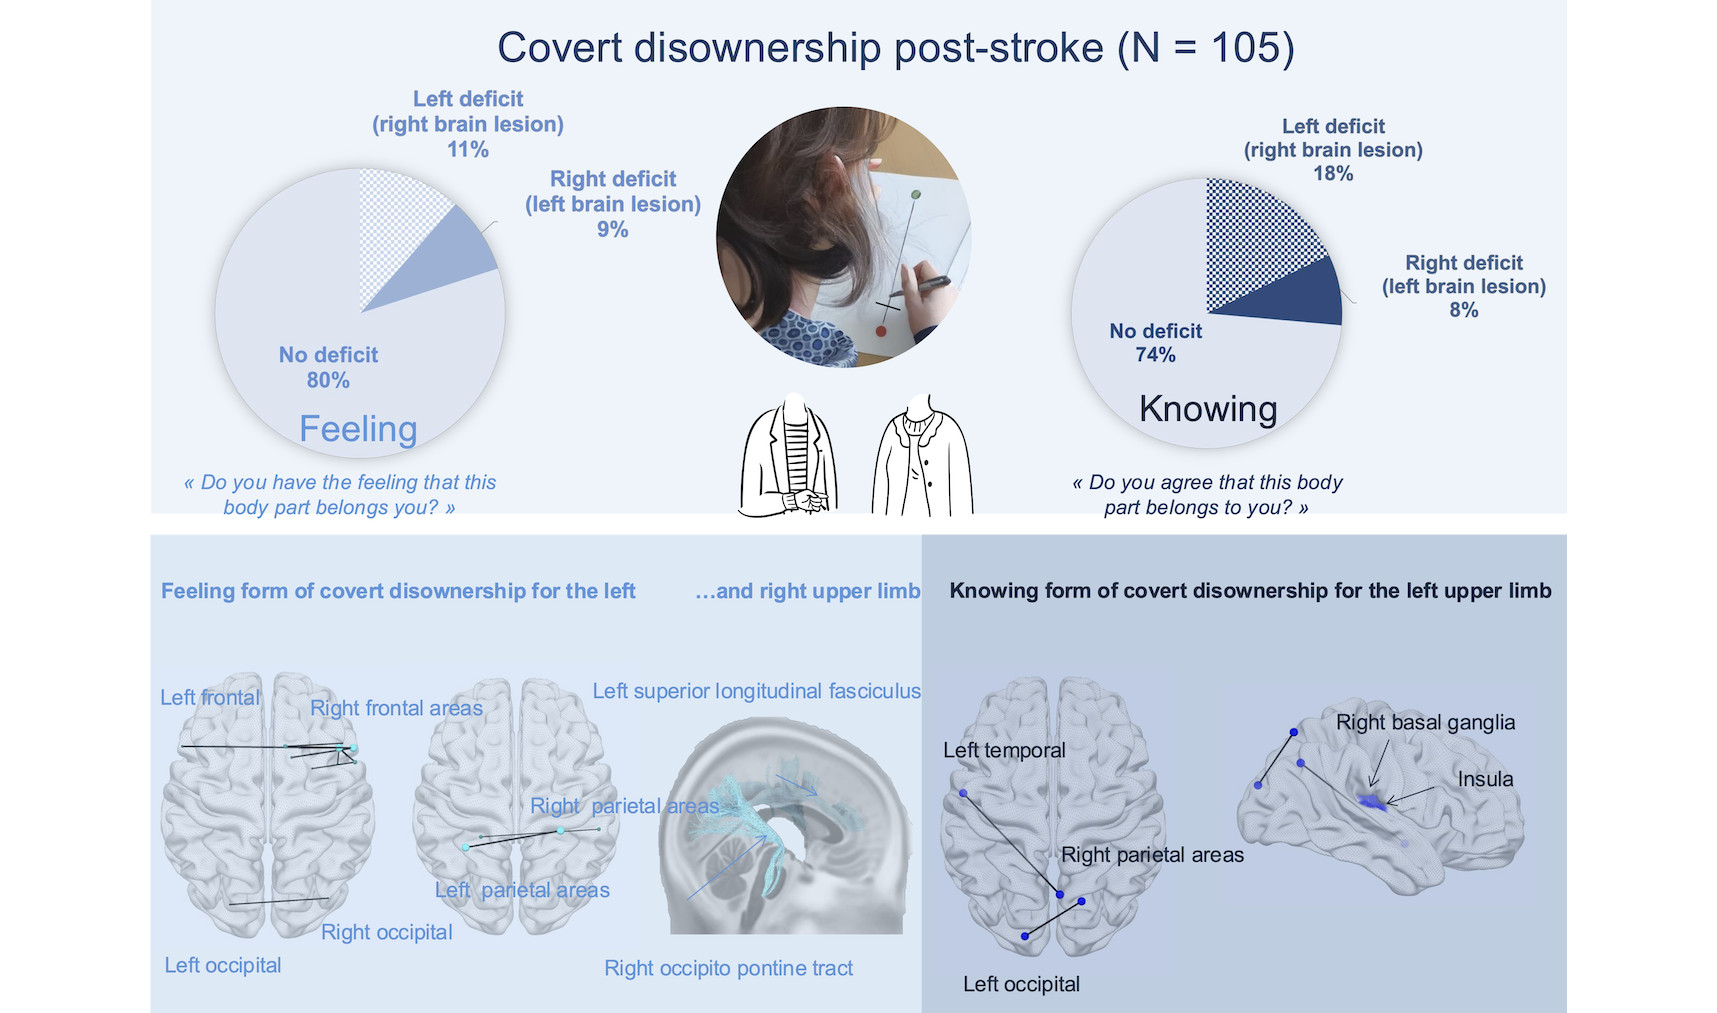 Covert disownership post-stroke (N = 105)
Left deficit
(right brain lesion)
11%
Right deficit
(left brain lesion)
9%
No deficit
80%
Feeling
« Do you have the feeling that this
body part belongs you? »
Left deficit
(right brain lesion)
18%
Right deficit
(left brain lesion)
8%
No deficit
74%
Knowing
« Do you agree that this body
part belongs to you? »
Feeling form of covert disownership for the left
…and right upper limb
Left frontal
Right frontal areas
Left superior longitudinal fasciculus
Right parietal areas
Left parietal areas
Right occipital
Left occipital
Right occipito pontine tract
Knowing form of covert disownership for the left upper limb
Right basal ganglia
Left temporal
Insula
Right parietal areas
Left occipital